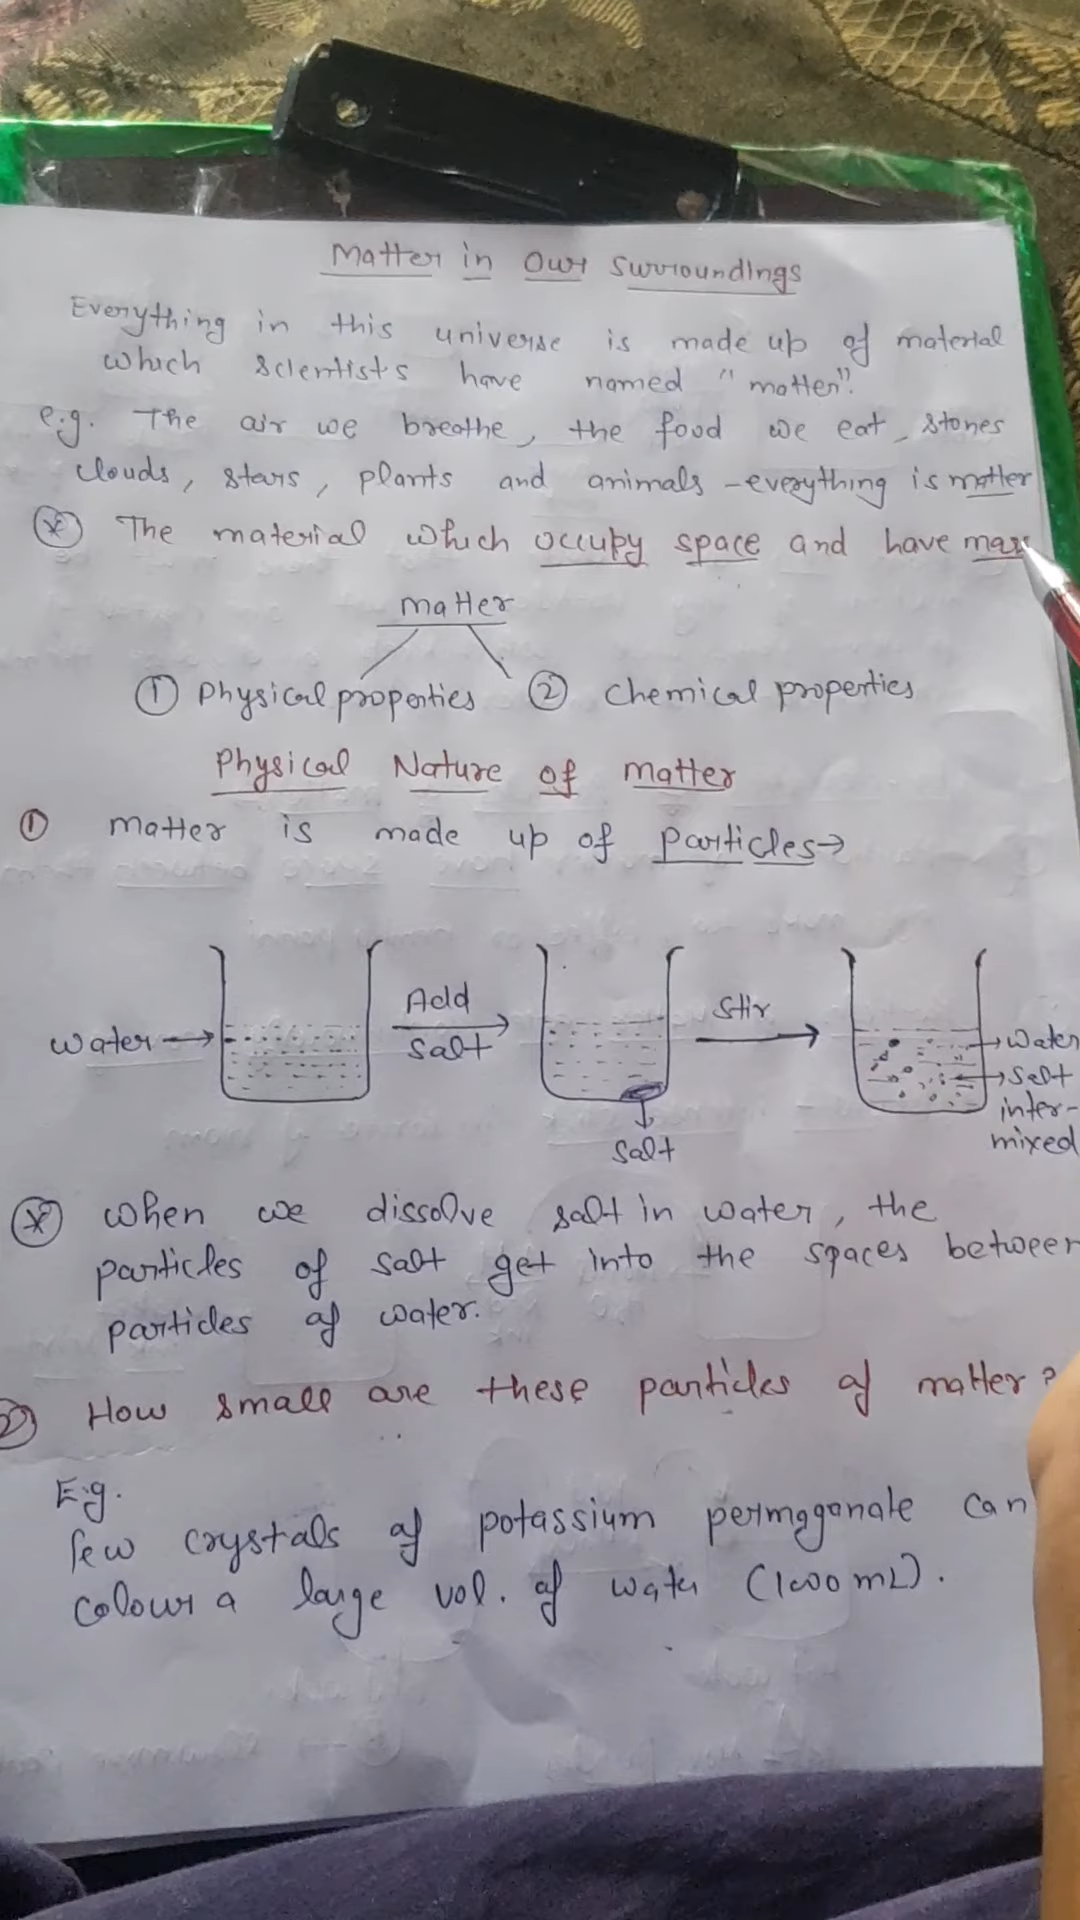 Matter in Our Surroundings
Everything in this universe is made up of material
which scientists have named "matter".
e.g. The air we breathe, the food we eat, stones
clouds, stars, plants and animals - everything is matter
* The material which occupy space and have mass
Matter
① Physical properties ② Chemical properties
Physical Nature of matter
① Matter is made up of particles→
Water→ Add Salt Stir
Salt
→Water
→Salt
inter-
mixed
* When we dissolve salt in water, the
particles of salt get into the spaces between
particles of water.
② How small are these particles of matter?
E.g.
few crystals of potassium permaganate can
colour a large vol. of water (1000 mL).